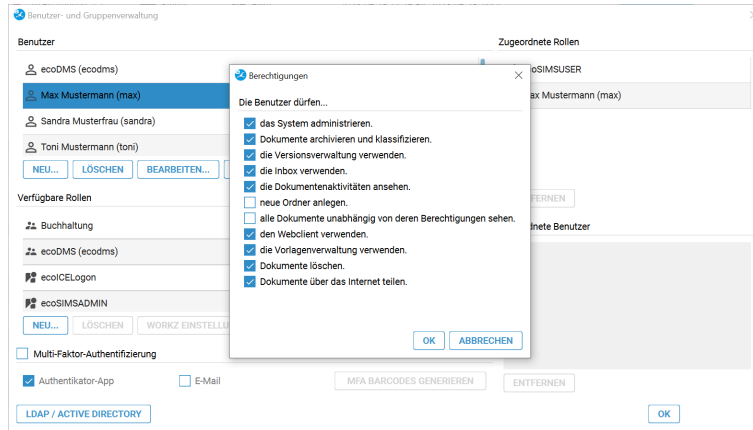 Benutzer- und Gruppenverwaltung
Benutzer
Zugeordnete Rollen
ecoDMS (ecodms)
Max Mustermann (max)
Sandra Musterfrau (sandra)
Toni Mustermann (toni)
NEU...
LÖSCHEN
BEARBEITEN...
Verfügbare Rollen
Buchhaltung
ecoDMS (ecodms)
ecoICELogon
ecoSIMSADMIN
NEU...
LÖSCHEN
WORKZ EINSTELLU
Multi-Faktor-Authentifizierung
Authentikator-App
E-Mail
MFA BARCODES GENERIEREN
LDAP / ACTIVE DIRECTORY
Berechtigungen
Die Benutzer dürfen...
das System administrieren.
Dokumente archivieren und klassifizieren.
die Versionsverwaltung verwenden.
die Inbox verwenden.
die Dokumentenaktivitäten ansehen.
neue Ordner anlegen.
alle Dokumente unabhängig von deren Berechtigungen sehen.
den Webclient verwenden.
die Vorlagenverwaltung verwenden.
Dokumente löschen.
Dokumente über das Internet teilen.
OK
ABBRECHEN
oSIMSUSER
ax Mustermann (max)
FERNEN
dnete Benutzer
ENTFERNEN
OK